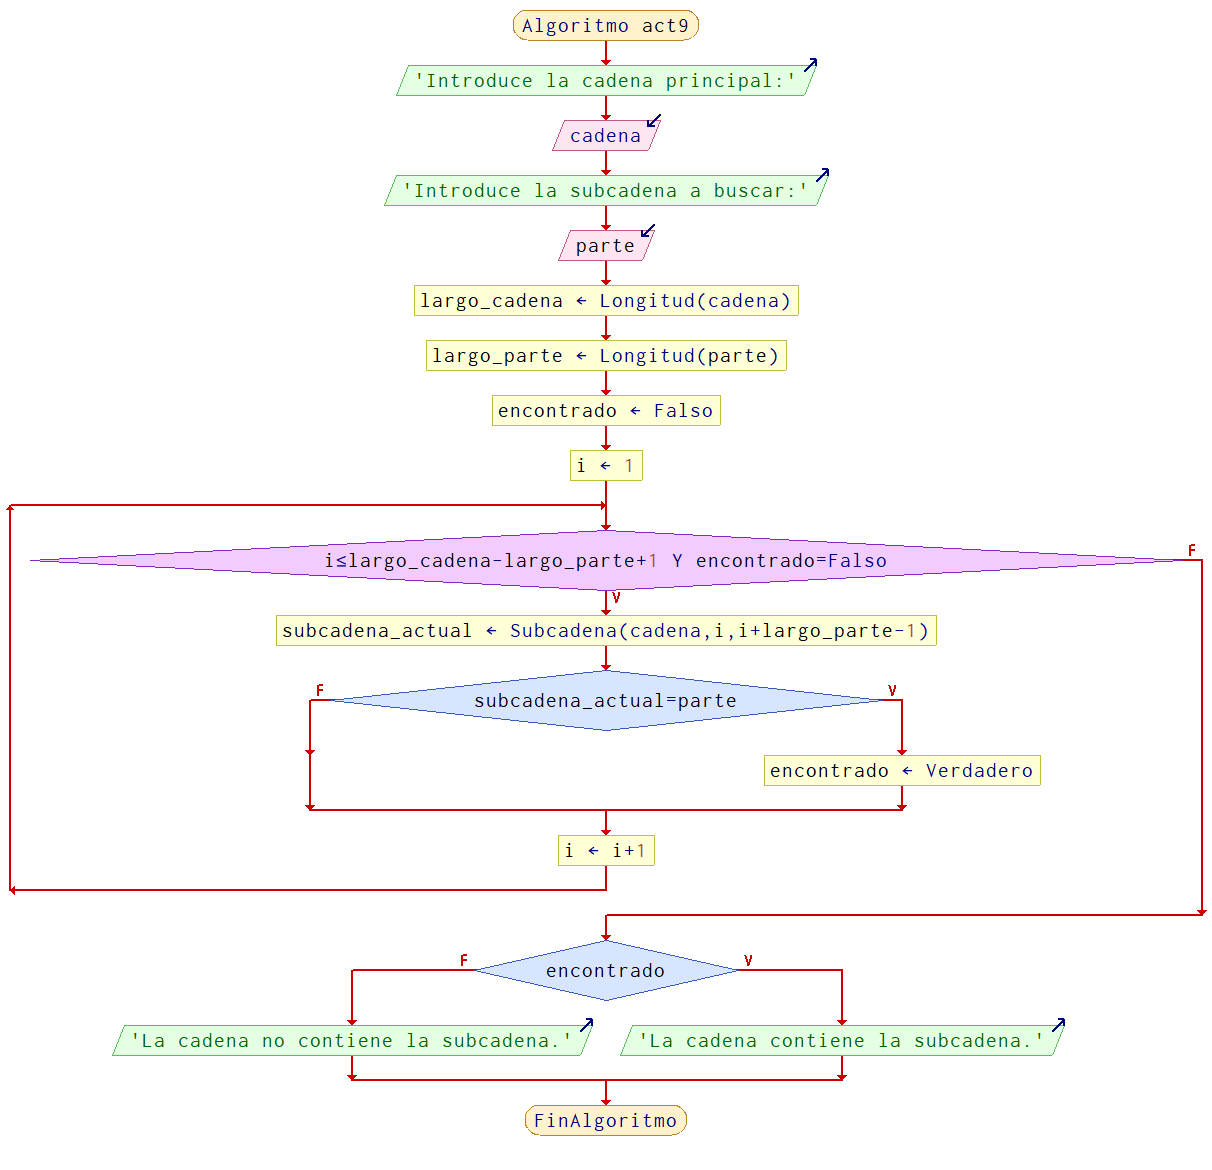 Algoritmo act9
'Introduce la cadena principal:'
cadena
'Introduce la subcadena a buscar:'
parte
largo_cadena ← Longitud(cadena)
largo_parte ← Longitud(parte)
encontrado ← Falso
i ← 1
i≤largo_cadena-largo_parte+1 Y encontrado=Falso
F
V
subcadena_actual ← Subcadena(cadena,i,i+largo_parte-1)
F
subcadena_actual=parte
V
encontrado ← Verdadero
i ← i+1
F
encontrado
V
'La cadena no contiene la subcadena.'
'La cadena contiene la subcadena.'
FinAlgoritmo